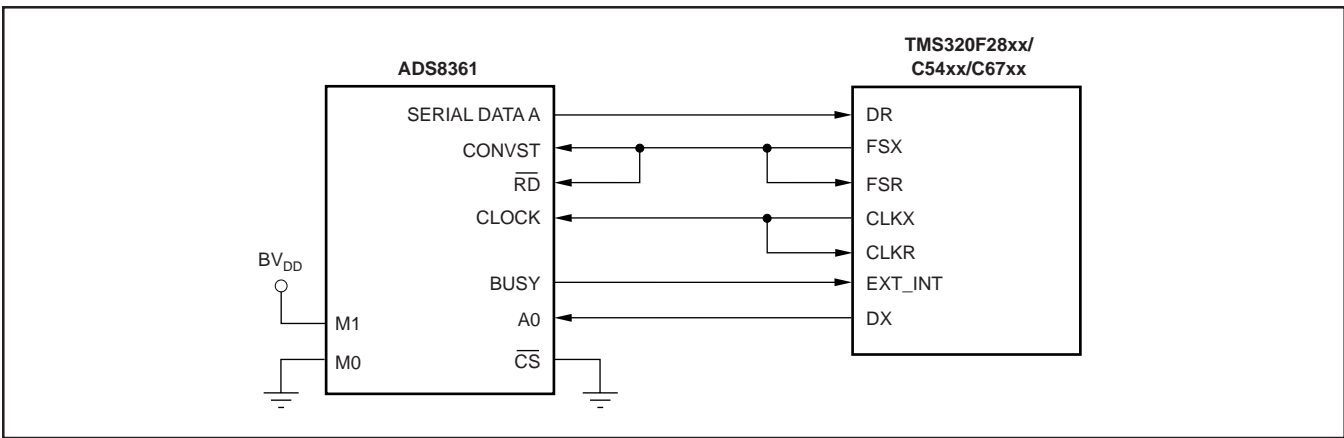 TMS320F28xx/
C54xx/C67xx
ADS8361
SERIAL DATA A
DR
CONVST
FSX
RD
FSR
CLOCK
CLKX
CLKR
BV_DD
BUSY
EXT_INT
M1
A0
DX
M0
CS